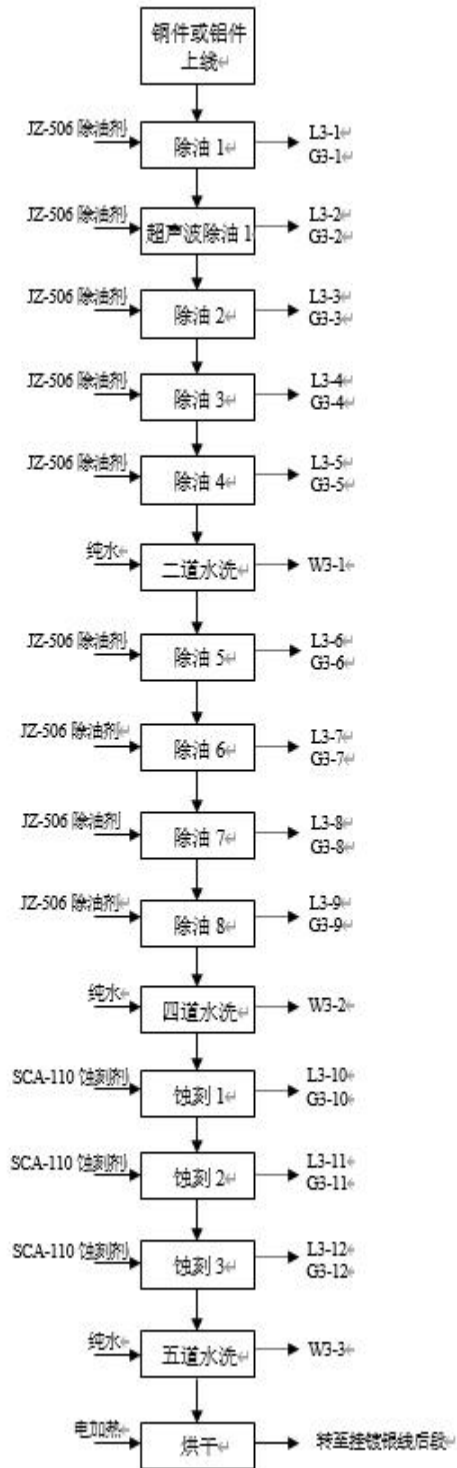 铜件或铝件
上线
JZ-506 除油剂
除油 1
L3-1
G3-1
JZ-506 除油剂
超声波除油 1
L3-2
G3-2
JZ-506 除油剂
除油 2
L3-3
G3-3
JZ-506 除油剂
除油 3
L3-4
G3-4
JZ-506 除油剂
除油 4
L3-5
G3-5
纯水
二道水洗
W3-1
JZ-506 除油剂
除油 5
L3-6
G3-6
JZ-506 除油剂
除油 6
L3-7
G3-7
JZ-506 除油剂
除油 7
L3-8
G3-8
JZ-506 除油剂
除油 8
L3-9
G3-9
纯水
四道水洗
W3-2
SCA-110 蚀刻剂
蚀刻 1
L3-10
G3-10
SCA-110 蚀刻剂
蚀刻 2
L3-11
G3-11
SCA-110 蚀刻剂
蚀刻 3
L3-12
G3-12
纯水
五道水洗
W3-3
电加热
烘干
转至挂镀银线后段